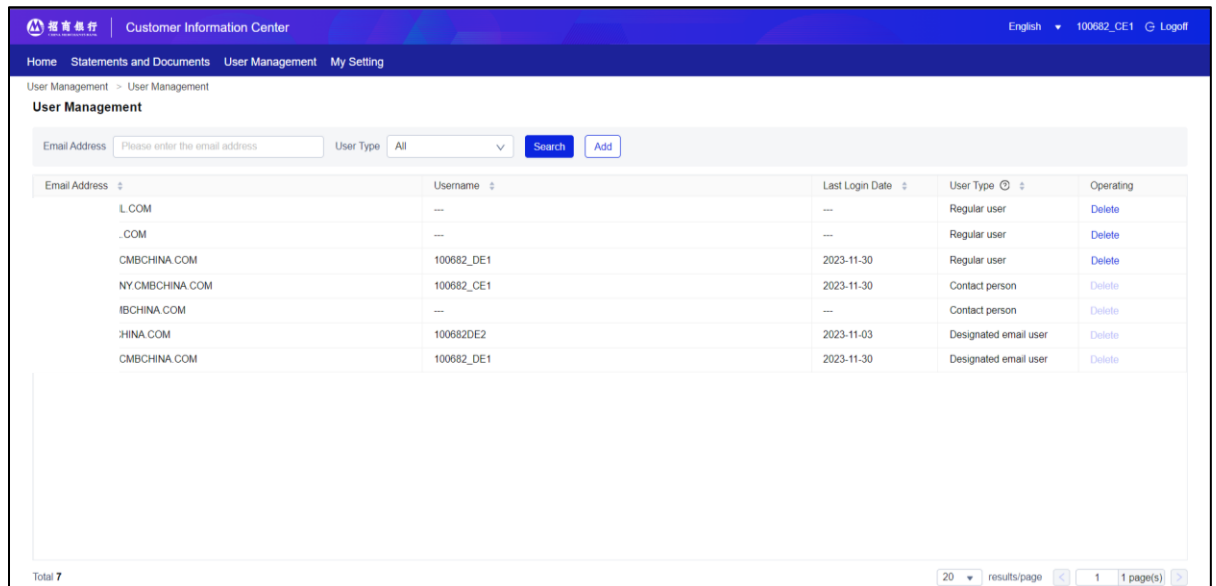 招商银行 Customer Information Center English 100682_CE1 Logoff
Home Statements and Documents User Management My Setting
User Management > User Management
User Management
Email Address Please enter the email address User Type All Search Add
Email Address Username Last Login Date User Type Operating
L.COM --- --- Regular user Delete
.COM --- --- Regular user Delete
CMBCHINA.COM 100682_DE1 2023-11-30 Regular user Delete
NY.CMBCHINA.COM 100682_CE1 2023-11-30 Contact person Delete
BCHINA.COM --- --- Contact person Delete
HINA.COM 100682DE2 2023-11-03 Designated email user Delete
CMBCHINA.COM 100682_DE1 2023-11-30 Designated email user Delete
Total 7 20 results/page < 1 1 page(s) >